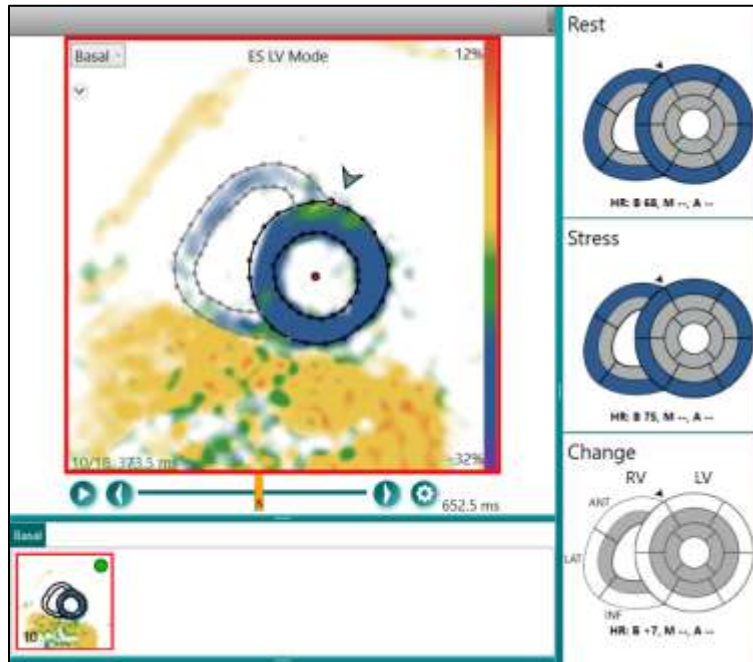 Basal
ES LV Mode
12%
10/18, 373.5 ms
-32%
652.5 ms
Basal
10
Rest
HR: B 68, M --, A --
Stress
HR: B 75, M --, A --
Change
RV LV
ANT
LAT
INF
HR: B +7, M --, A --